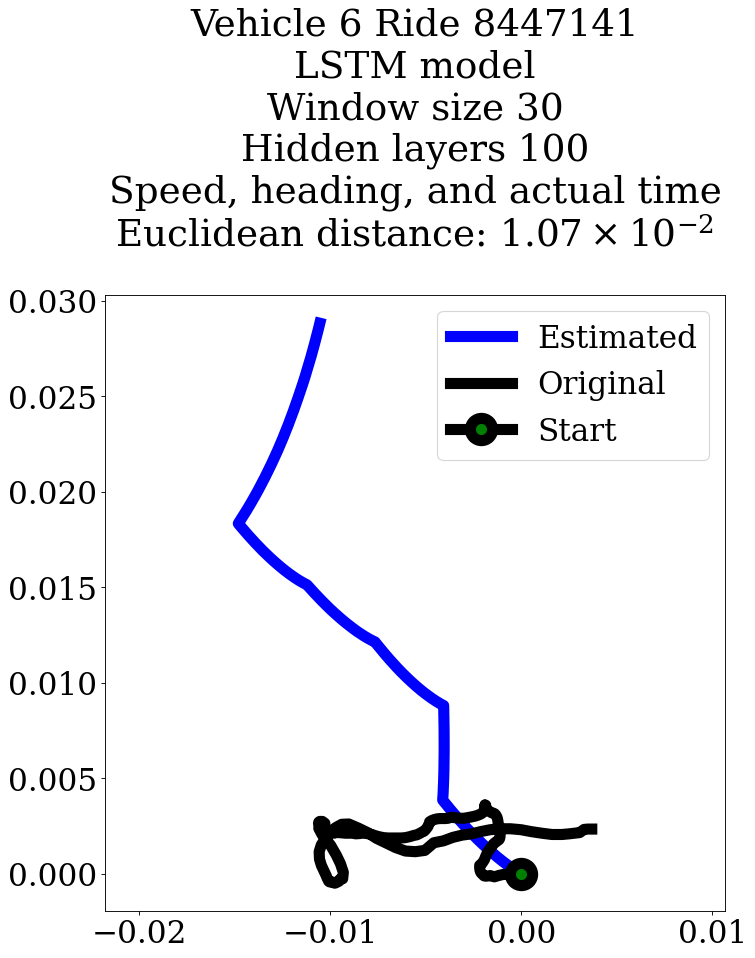 Vehicle 6 Ride 8447141
LSTM model
Window size 30
Hidden layers 100
Speed, heading, and actual time
Euclidean distance: 1.07 × 10⁻²
Estimated
Original
Start
0.030
0.025
0.020
0.015
0.010
0.005
0.000
−0.02 −0.01 0.00 0.01